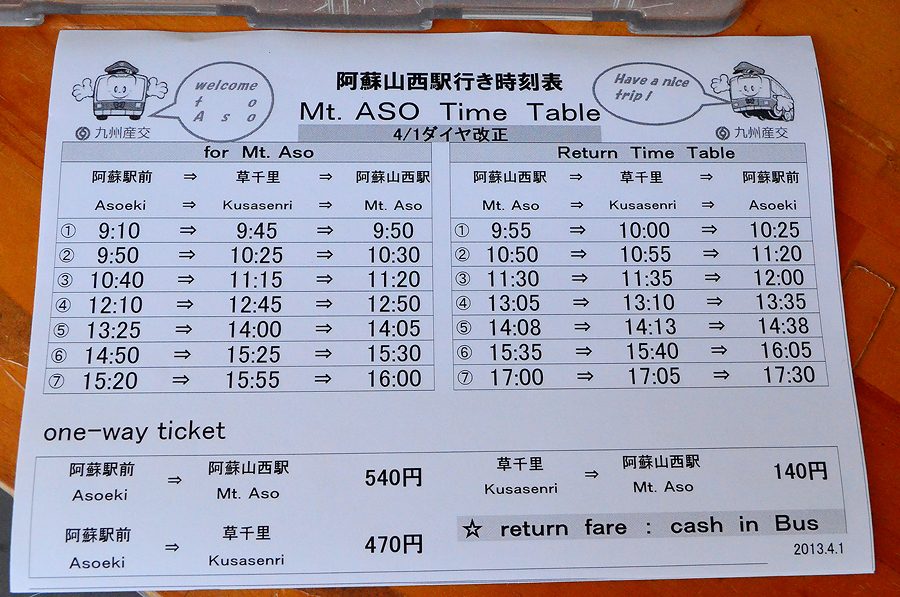 welcome
t o
A s o
九州産交
阿蘇山西駅行き時刻表
Mt. ASO Time Table
4/1ダイヤ改正
Have a nice
trip!
九州産交
for Mt. Aso
阿蘇駅前 ⇒ 草千里 ⇒ 阿蘇山西駅
Asoeki ⇒ Kusasenri ⇒ Mt. Aso
① 9:10 ⇒ 9:45 ⇒ 9:50
② 9:50 ⇒ 10:25 ⇒ 10:30
③ 10:40 ⇒ 11:15 ⇒ 11:20
④ 12:10 ⇒ 12:45 ⇒ 12:50
⑤ 13:25 ⇒ 14:00 ⇒ 14:05
⑥ 14:50 ⇒ 15:25 ⇒ 15:30
⑦ 15:20 ⇒ 15:55 ⇒ 16:00
Return Time Table
阿蘇山西駅 ⇒ 草千里 ⇒ 阿蘇駅前
Mt. Aso ⇒ Kusasenri ⇒ Asoeki
① 9:55 ⇒ 10:00 ⇒ 10:25
② 10:50 ⇒ 10:55 ⇒ 11:20
③ 11:30 ⇒ 11:35 ⇒ 12:00
④ 13:05 ⇒ 13:10 ⇒ 13:35
⑤ 14:08 ⇒ 14:13 ⇒ 14:38
⑥ 15:35 ⇒ 15:40 ⇒ 16:05
⑦ 17:00 ⇒ 17:05 ⇒ 17:30
one-way ticket
阿蘇駅前 ⇒ 阿蘇山西駅 540円
Asoeki Mt. Aso
草千里 ⇒ 阿蘇山西駅 140円
Kusasenri Mt. Aso
阿蘇駅前 ⇒ 草千里 470円
Asoeki Kusasenri
☆ return fare : cash in Bus
2013.4.1